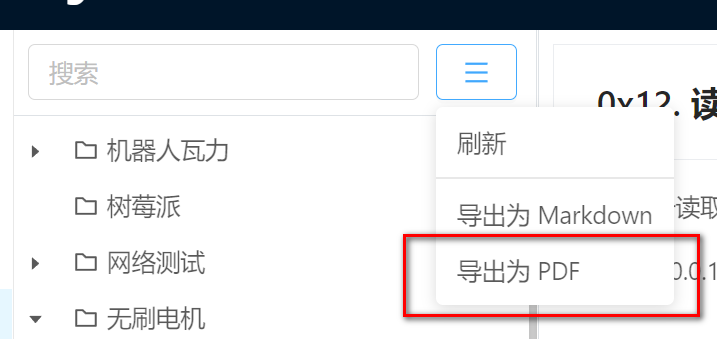 搜索
0x12. 读
机器人瓦力
树莓派
网络测试
无刷电机
刷新
导出为 Markdown
导出为 PDF
读取
0.0.1